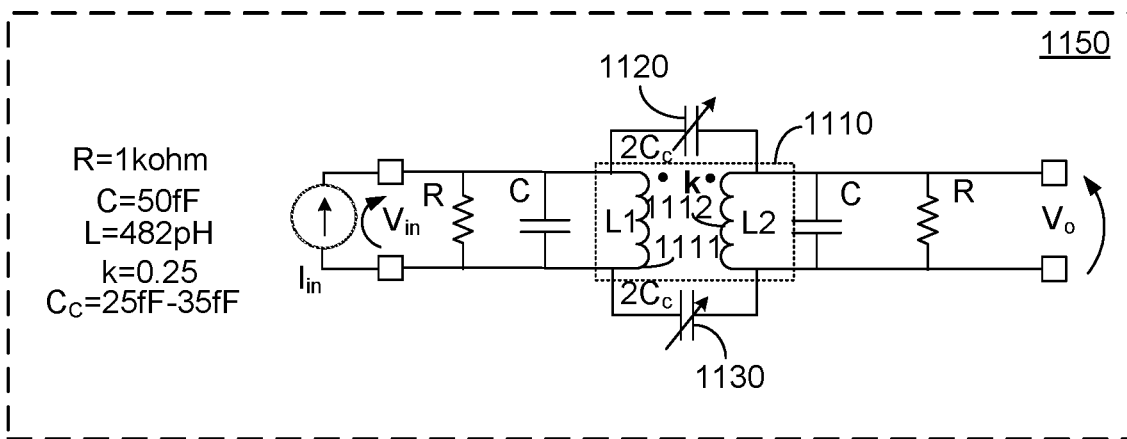 1150
1120
1110
2Cc
R=1kohm
C=50fF
L=482pH
k=0.25
CC=25fF-35fF
Iin
Vin
R
C
L1
k
1112
1111
L2
C
R
Vo
2Cc
1130